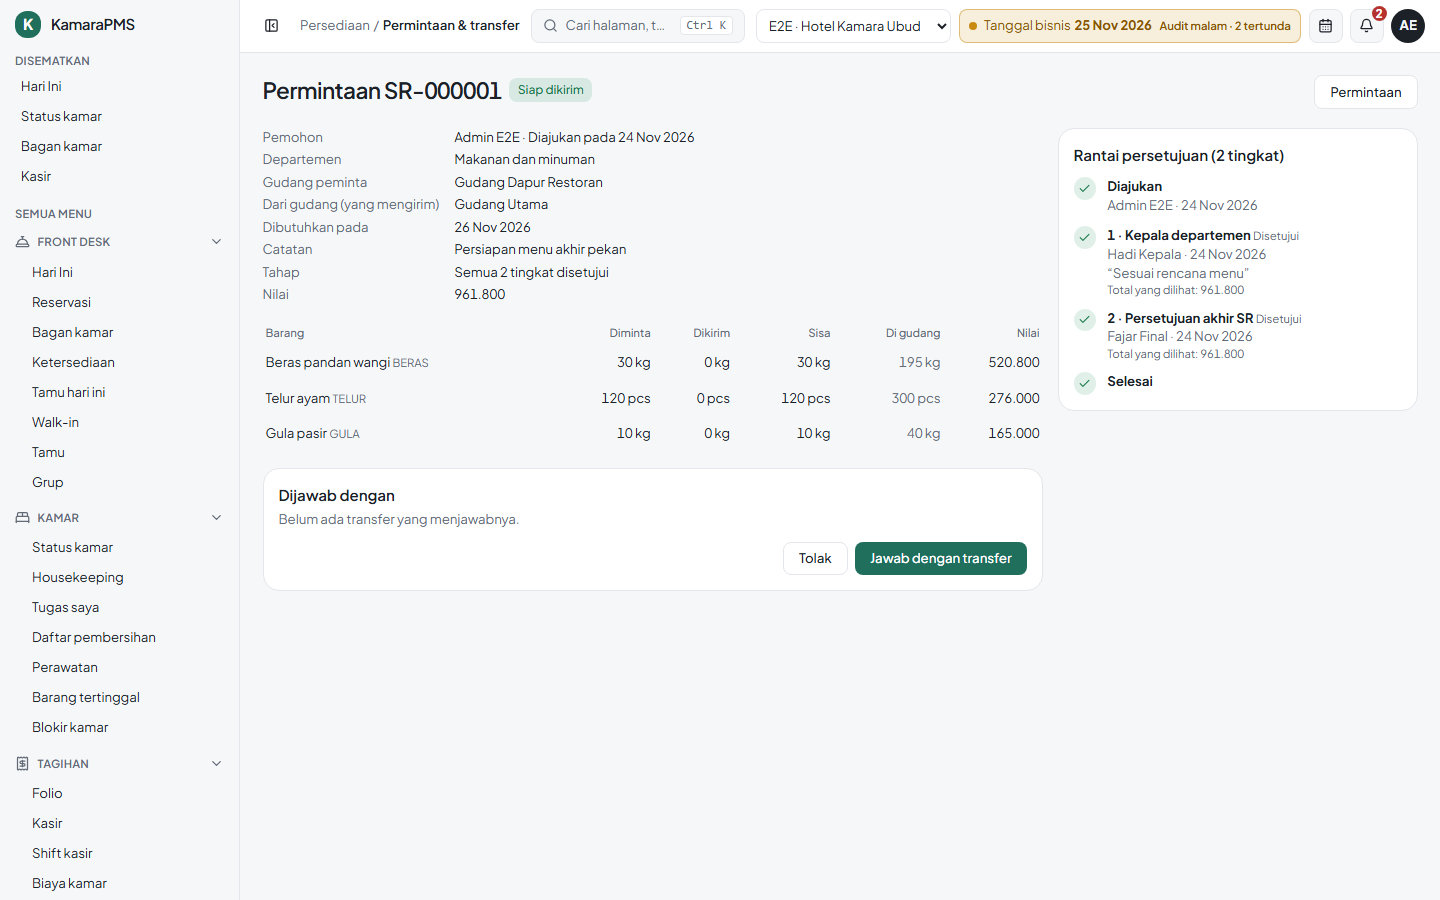 K KamaraPMS
DISEMATKAN
Hari Ini
Status kamar
Bagan kamar
Kasir
SEMUA MENU
FRONT DESK
Hari Ini
Reservasi
Bagan kamar
Ketersediaan
Tamu hari ini
Walk-in
Tamu
Grup
KAMAR
Status kamar
Housekeeping
Tugas saya
Daftar pembersihan
Perawatan
Barang tertinggal
Blokir kamar
TAGIHAN
Folio
Kasir
Shift kasir
Biaya kamar
Persediaan / Permintaan & transfer
Cari halaman, t... Ctrl K
E2E · Hotel Kamara Ubud
Tanggal bisnis 25 Nov 2026 Audit malam · 2 tertunda
2
AE
Permintaan SR-000001 Siap dikirim
Permintaan
Pemohon Admin E2E · Diajukan pada 24 Nov 2026
Departemen Makanan dan minuman
Gudang peminta Gudang Dapur Restoran
Dari gudang (yang mengirim) Gudang Utama
Dibutuhkan pada 26 Nov 2026
Catatan Persiapan menu akhir pekan
Tahap Semua 2 tingkat disetujui
Nilai 961.800
Barang Diminta Dikirim Sisa Di gudang Nilai
Beras pandan wangi BERAS 30 kg 0 kg 30 kg 195 kg 520.800
Telur ayam TELUR 120 pcs 0 pcs 120 pcs 300 pcs 276.000
Gula pasir GULA 10 kg 0 kg 10 kg 40 kg 165.000
Dijawab dengan
Belum ada transfer yang menjawabnya.
Tolak
Jawab dengan transfer
Rantai persetujuan (2 tingkat)
Diajukan
Admin E2E · 24 Nov 2026
1 · Kepala departemen Disetujui
Hadi Kepala · 24 Nov 2026
“Sesuai rencana menu”
Total yang dilihat: 961.800
2 · Persetujuan akhir SR Disetujui
Fajar Final · 24 Nov 2026
Total yang dilihat: 961.800
Selesai